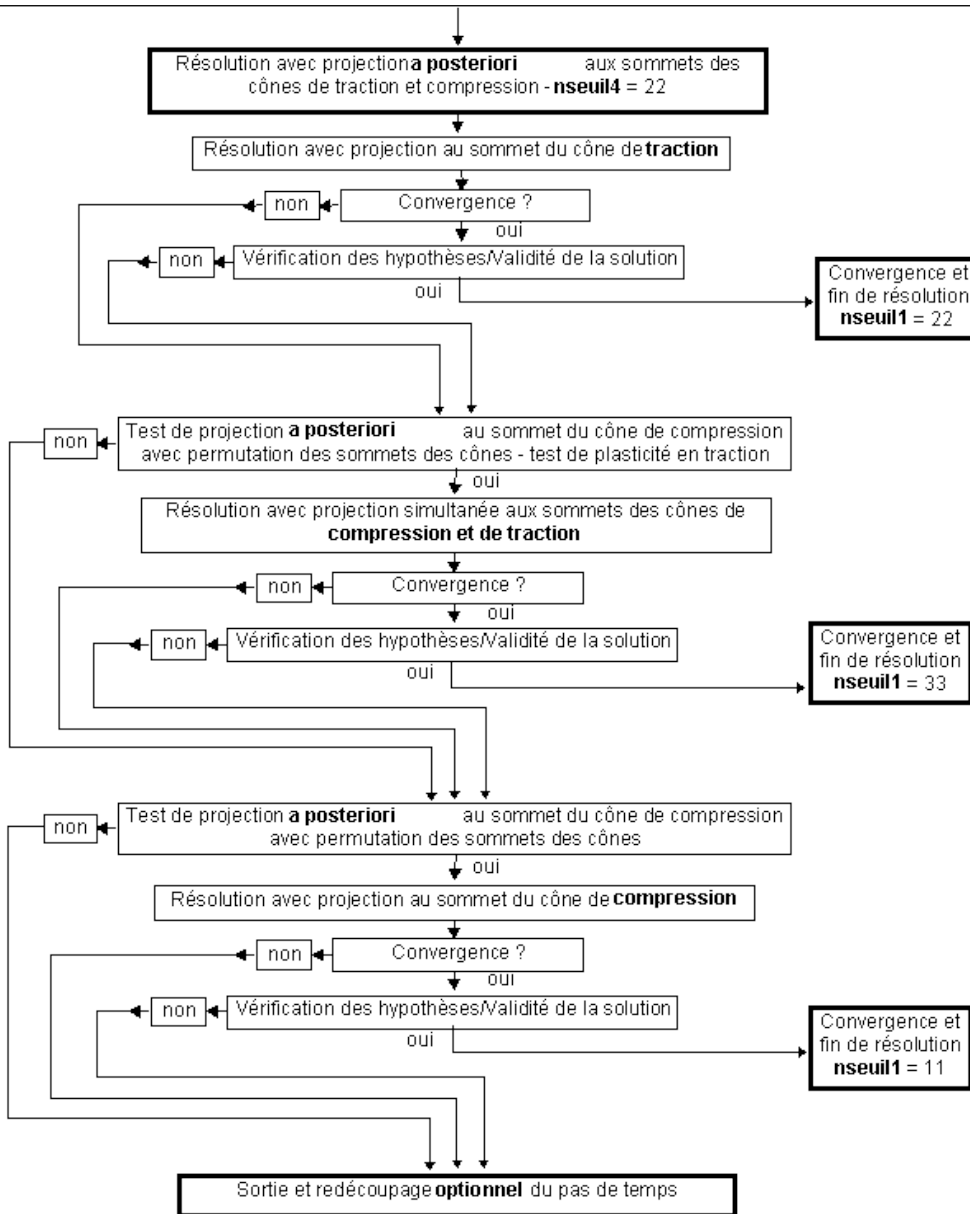 Résolution avec projection a posteriori aux sommets des
cônes de traction et compression - nseuil4 = 22
Résolution avec projection au sommet du cône de traction
non
Convergence ?
oui
non
Vérification des hypothèses/Validité de la solution
oui
Convergence et
fin de résolution
nseuil1 = 22
non
Test de projection a posteriori au sommet du cône de compression
avec permutation des sommets des cônes - test de plasticité en traction
oui
Résolution avec projection simultanée aux sommets des cônes de
compression et de traction
non
Convergence ?
oui
non
Vérification des hypothèses/Validité de la solution
oui
Convergence et
fin de résolution
nseuil1 = 33
non
Test de projection a posteriori au sommet du cône de compression
avec permutation des sommets des cônes
oui
Résolution avec projection au sommet du cône de compression
non
Convergence ?
oui
non
Vérification des hypothèses/Validité de la solution
oui
Convergence et
fin de résolution
nseuil1 = 11
Sortie et redécoupage optionnel du pas de temps